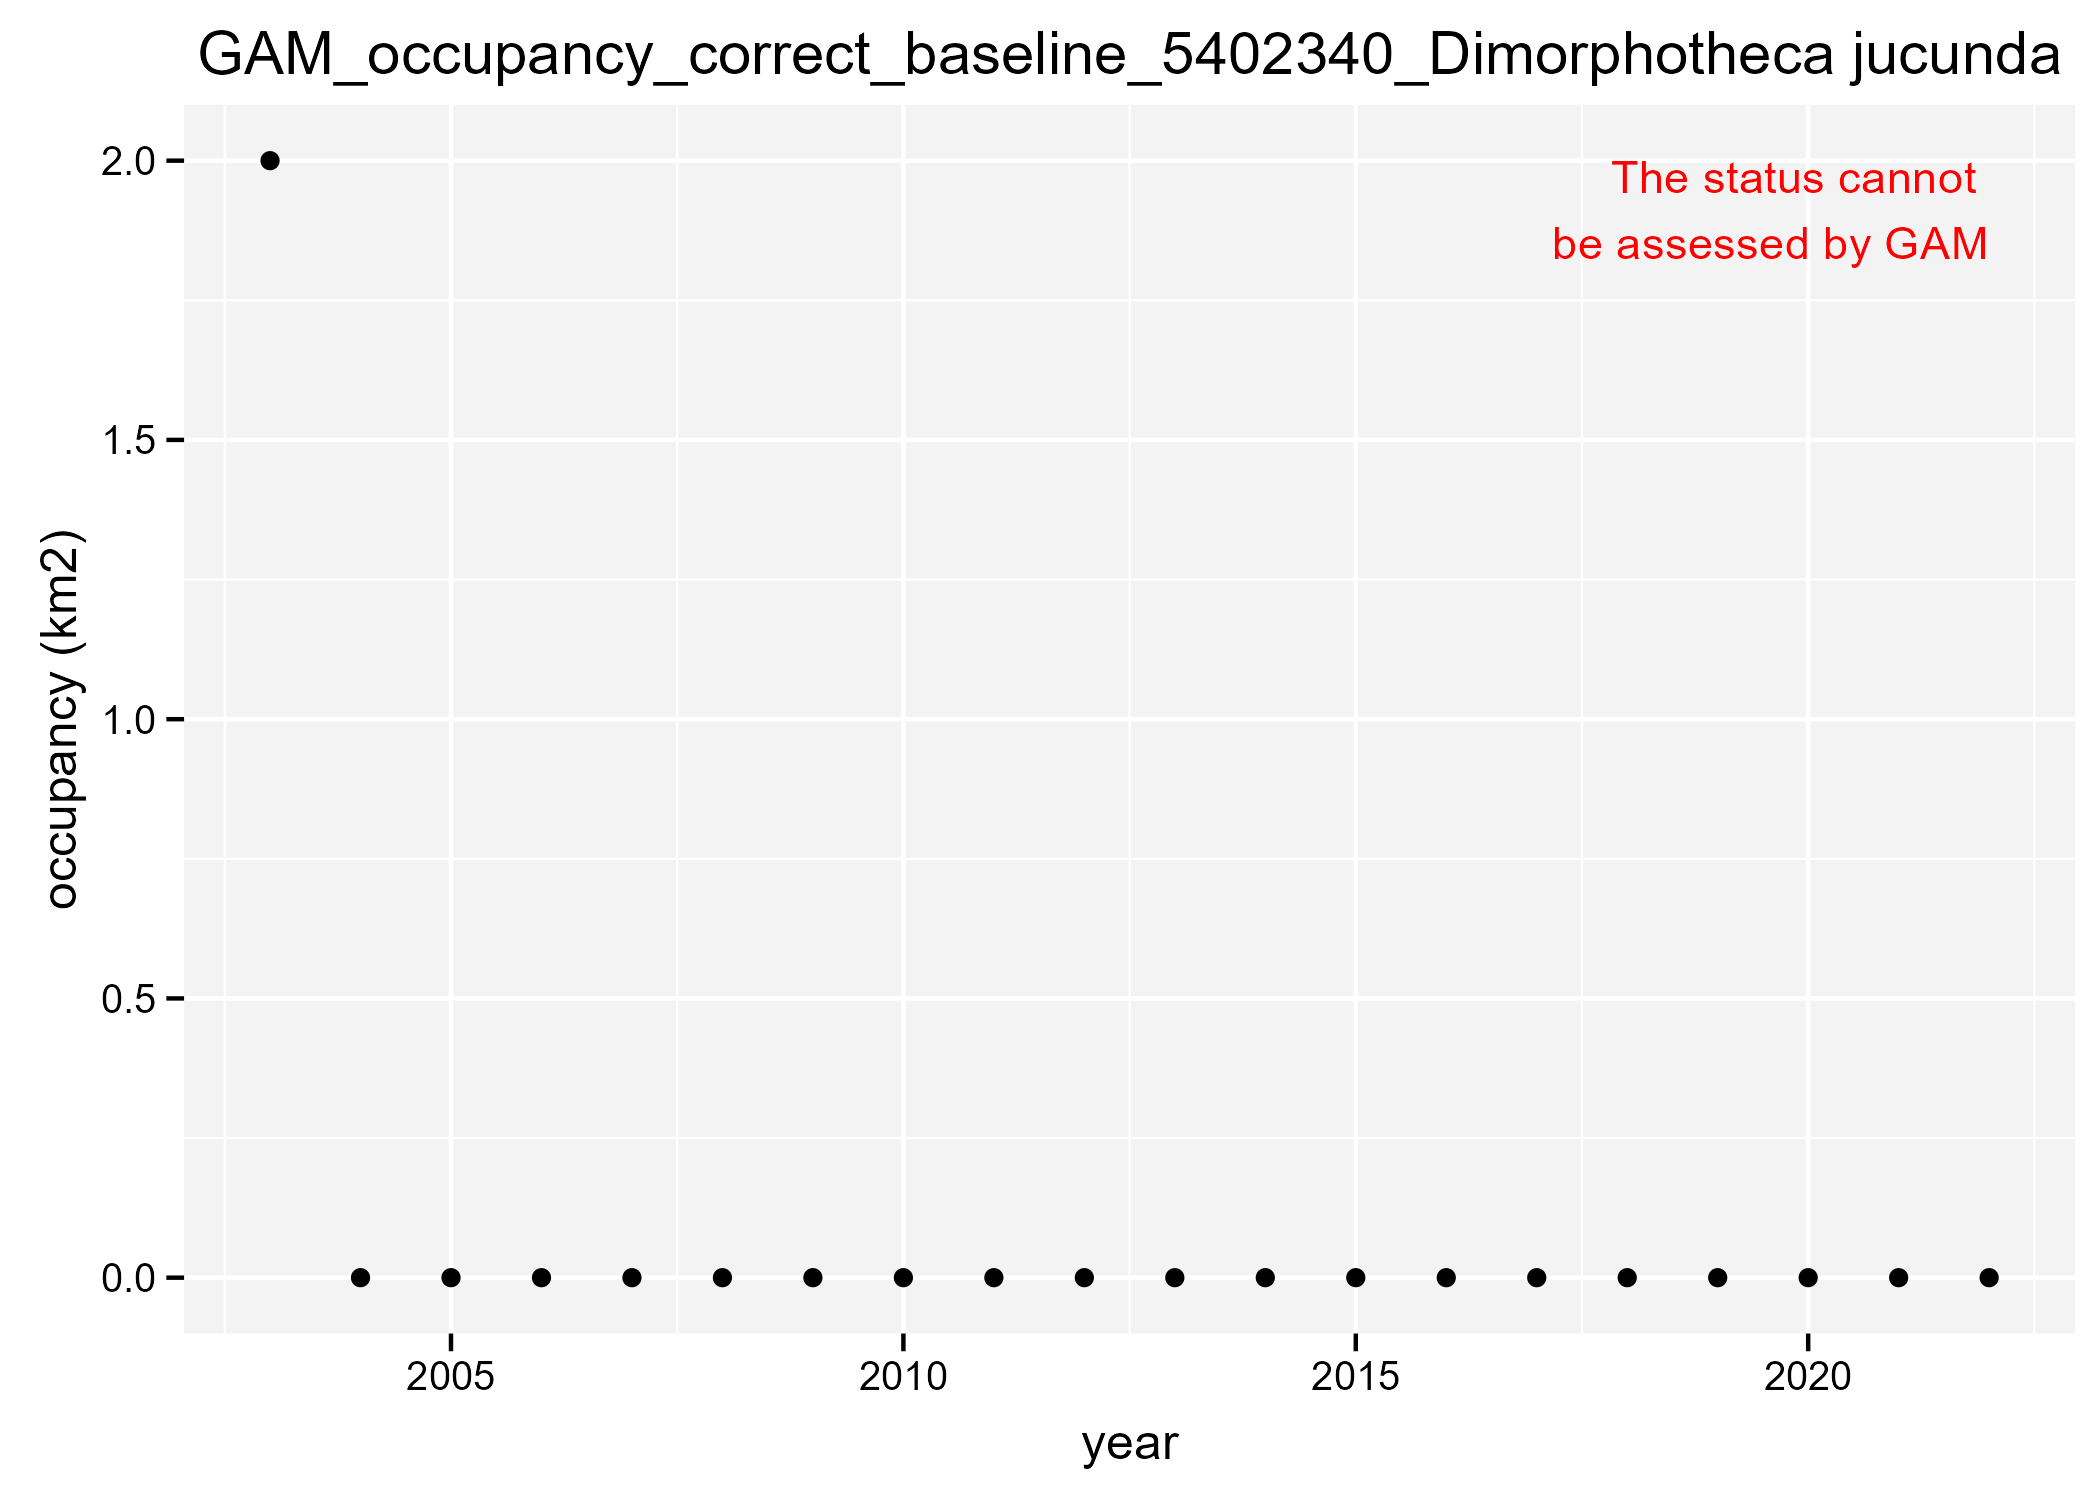 GAM_occupancy_correct_baseline_5402340_Dimorphotheca jucunda
The status cannot
be assessed by GAM
2.0
1.5
1.0
0.5
0.0
occupancy (km2)
2005
2010
2015
2020
year